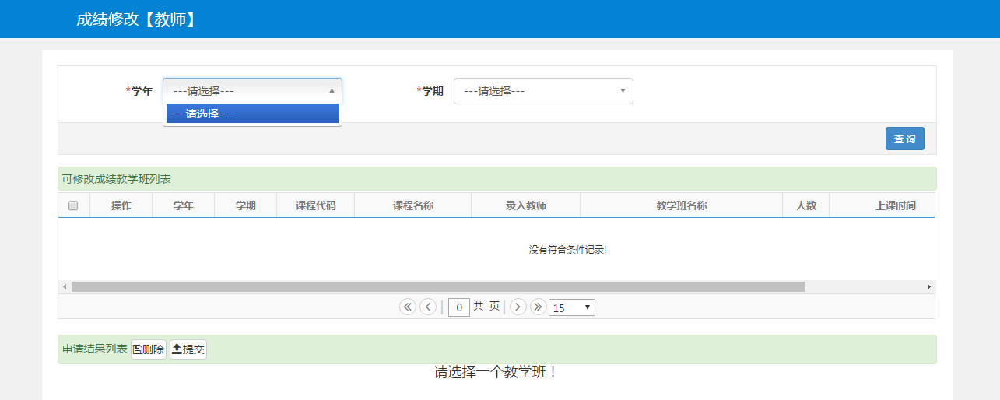 成绩修改【教师】
*学年 ---请选择--- *学期 ---请选择---
---请选择---
查 询
可修改成绩教学班列表
操作 学年 学期 课程代码 课程名称 录入教师 教学班名称 人数 上课时间
没有符合条件记录!
0 共 页 15
申请结果列表 删除 提交
请选择一个教学班！